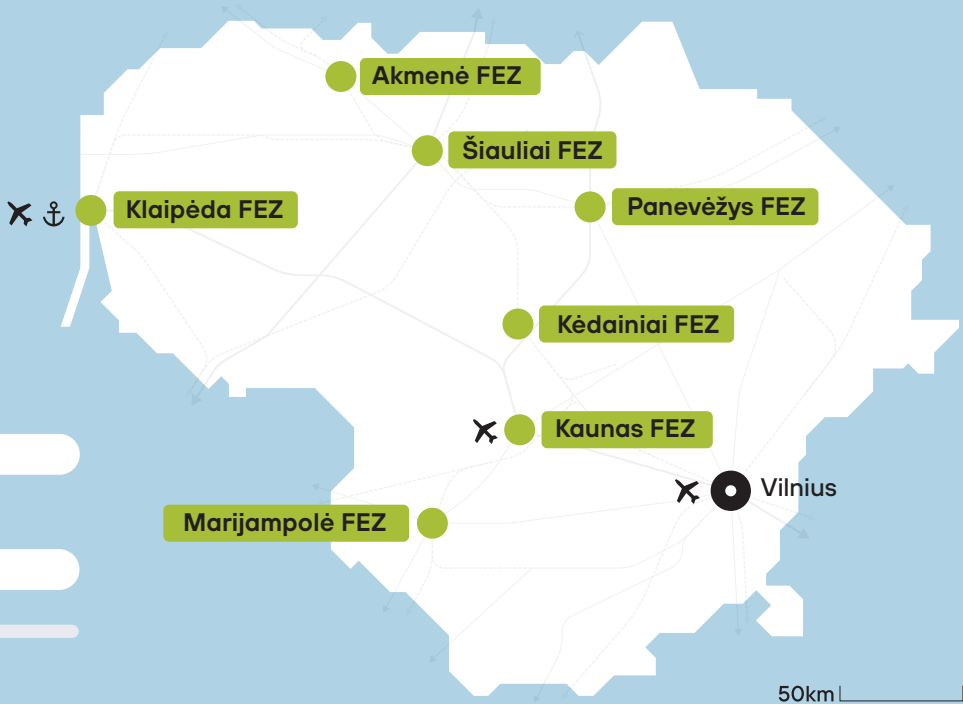 Akmenė FEZ
Šiauliai FEZ
Klaipėda FEZ
Panevėžys FEZ
Kėdainiai FEZ
Kaunas FEZ
Vilnius
Marijampolė FEZ
50km